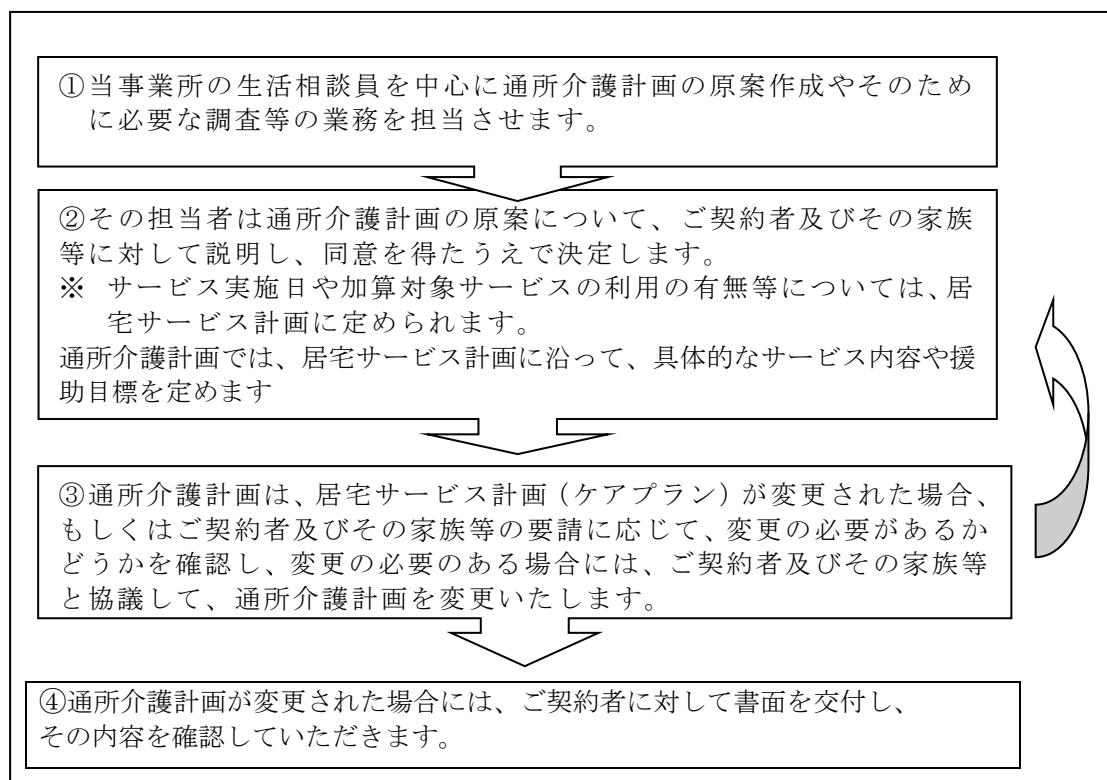 ①当事業所の生活相談員を中心に通所介護計画の原案作成やそのため
に必要な調査等の業務を担当させます。
②その担当者は通所介護計画の原案について、ご契約者及びその家族
等に対して説明し、同意を得たうえで決定します。
※ サービス実施日や加算対象サービスの利用の有無等については、居
宅サービス計画に定められます。
通所介護計画では、居宅サービス計画に沿って、具体的なサービス内容や援
助目標を定めます
③通所介護計画は、居宅サービス計画（ケアプラン）が変更された場合、
もしくはご契約者及びその家族等の要請に応じて、変更の必要があるか
どうかを確認し、変更の必要のある場合には、ご契約者及びその家族等
と協議して、通所介護計画を変更いたします。
④通所介護計画が変更された場合には、ご契約者に対して書面を交付し、
その内容を確認していただきます。